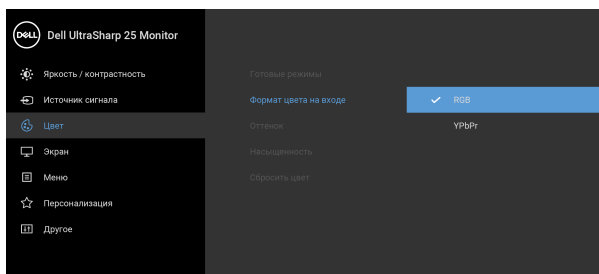 DELL Dell UltraSharp 25 Monitor
Яркость / контрастность
Готовые режимы
Источник сигнала
Формат цвета на входе
RGB
Цвет
Оттенок
YPbPr
Экран
Насыщенность
Меню
Сбросить цвет
Персонализация
Другое